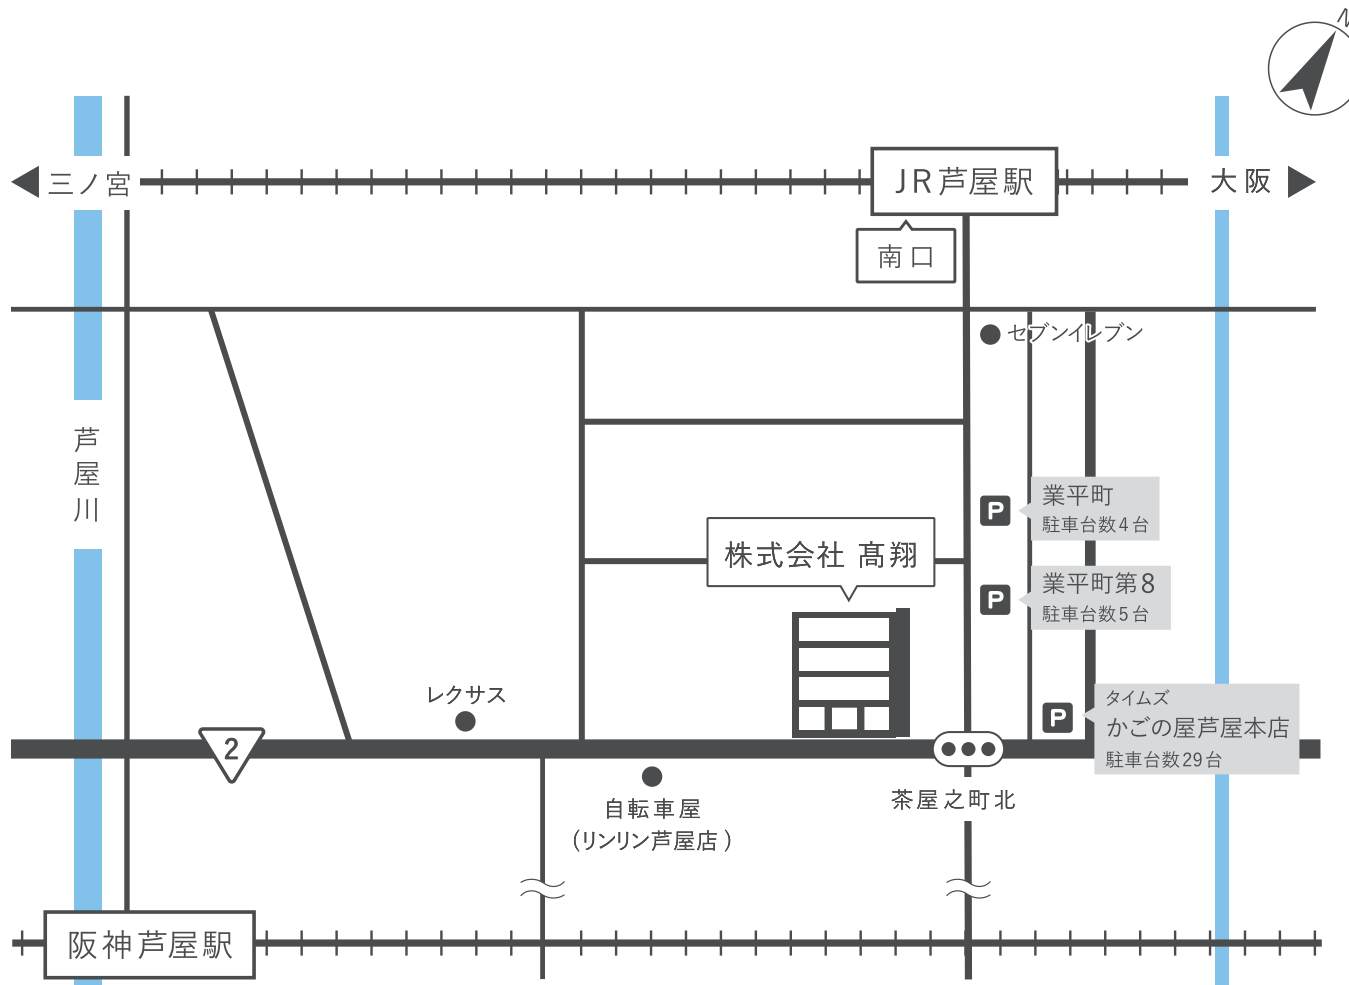 N
三ノ宮
JR芦屋駅
大阪
南口
セブンイレブン
芦屋川
業平町
駐車台数4台
株式会社 髙翔
業平町第8
駐車台数5台
レクサス
タイムズ
かごの屋芦屋本店
駐車台数29台
2
自転車屋
(リンリン芦屋店)
茶屋之町北
阪神芦屋駅
P
P
P